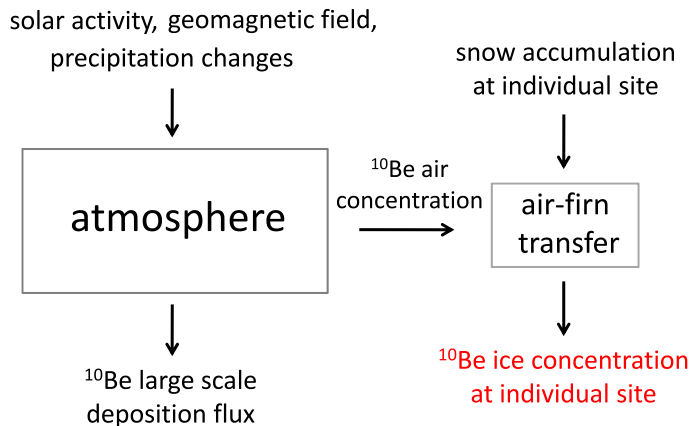 solar activity, geomagnetic field,
precipitation changes
snow accumulation
at individual site
atmosphere
¹⁰Be air
concentration
air-firn
transfer
¹⁰Be large scale
deposition flux
¹⁰Be ice concentration
at individual site